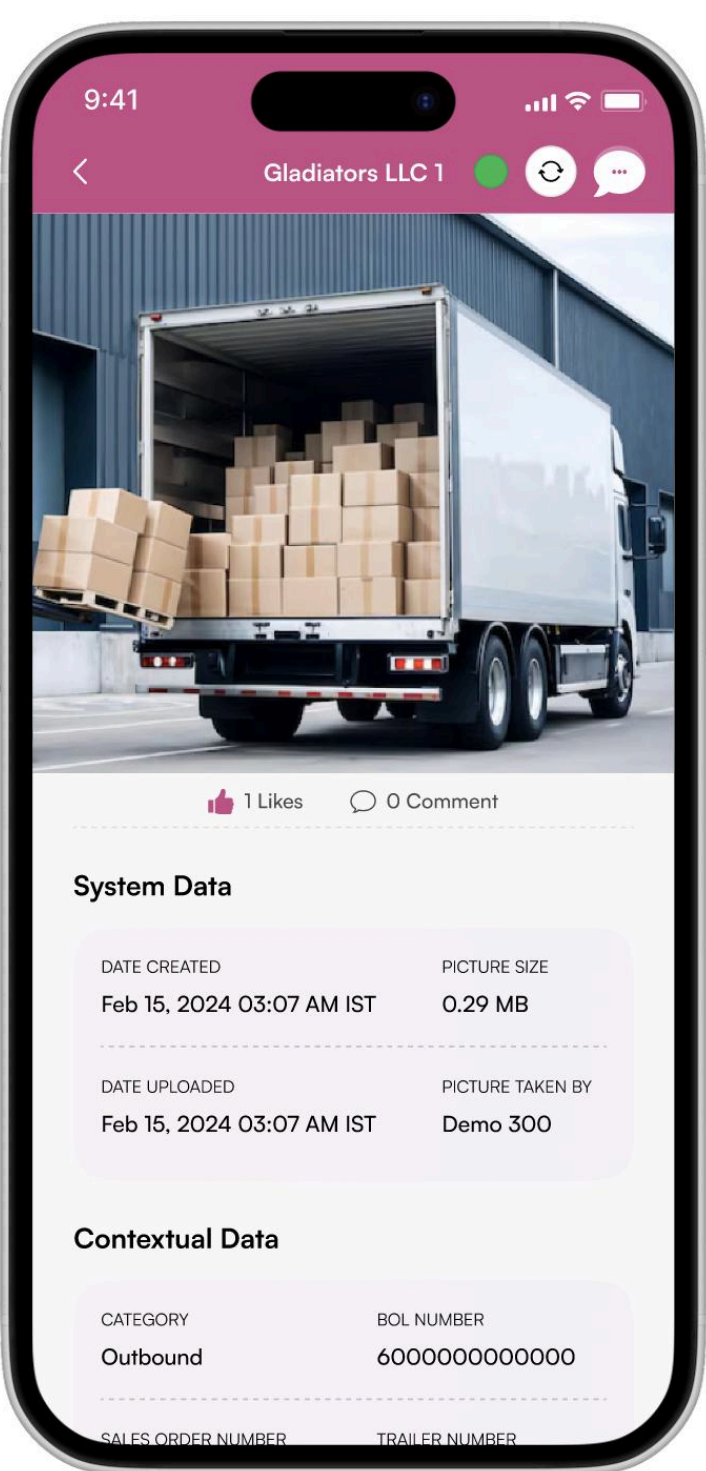 9:41
Gladiators LLC 1
1 Likes 0 Comment
System Data
DATE CREATED PICTURE SIZE
Feb 15, 2024 03:07 AM IST 0.29 MB
DATE UPLOADED PICTURE TAKEN BY
Feb 15, 2024 03:07 AM IST Demo 300
Contextual Data
CATEGORY BOL NUMBER
Outbound 6000000000000
SALES ORDER NUMBER TRAILER NUMBER